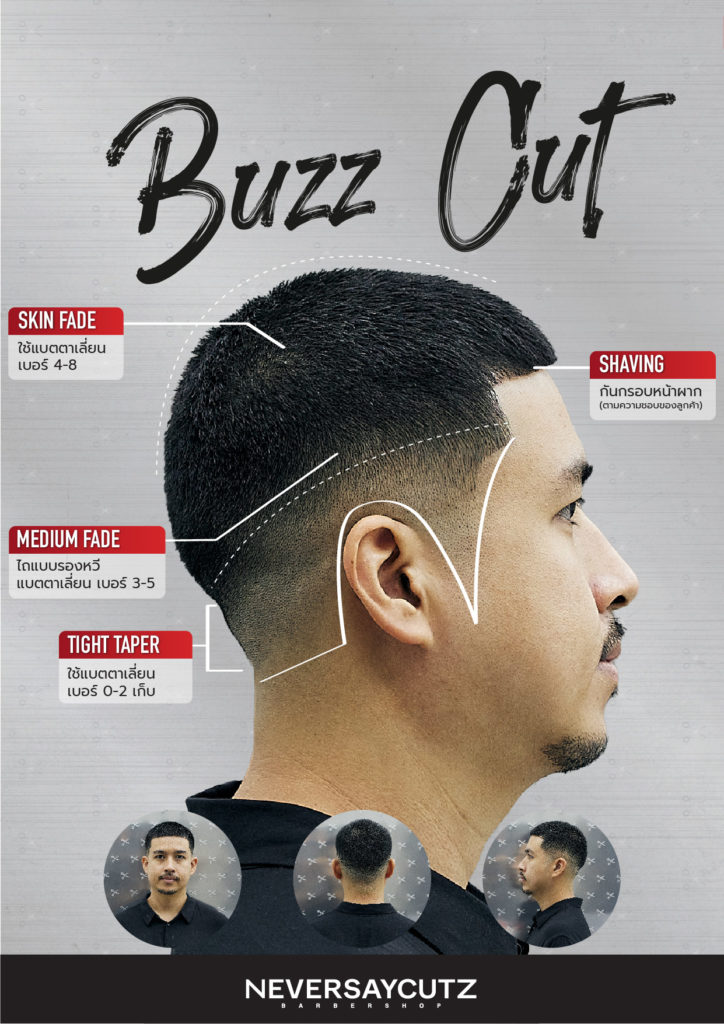 Buzz Cut
SKIN FADE
ใช้แบตตาเลี่ยน
เบอร์ 4-8
SHAVING
กันกรอบหน้าผาก
(ตามความชอบของลูกค้า)
MEDIUM FADE
ไถแบบรองหวี
แบตตาเลี่ยน เบอร์ 3-5
TIGHT TAPER
ใช้แบตตาเลี่ยน
เบอร์ 0-2 เก็บ
NEVERSAYCUTZ
BARBERSHOP